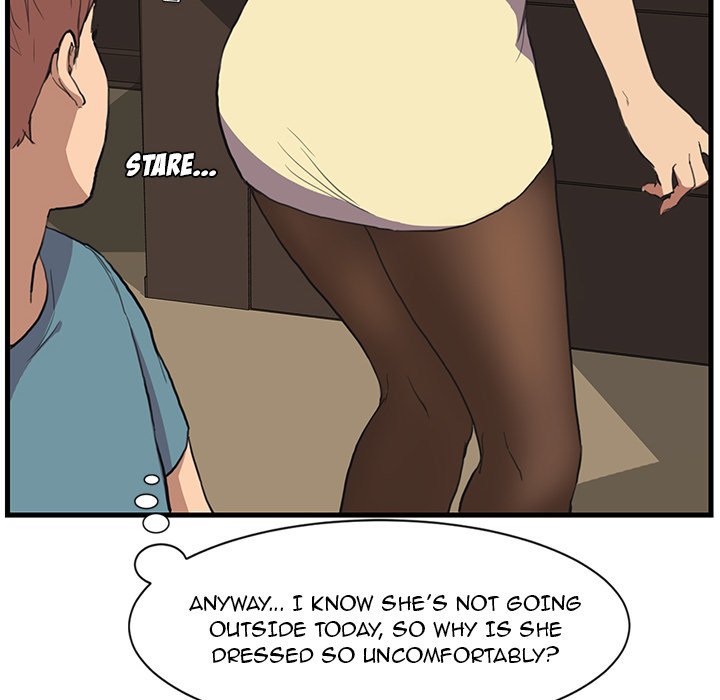 STARE...
ANYWAY... I KNOW SHE'S NOT GOING
OUTSIDE TODAY, SO WHY IS SHE
DRESSED SO UNCOMFORTABLY?